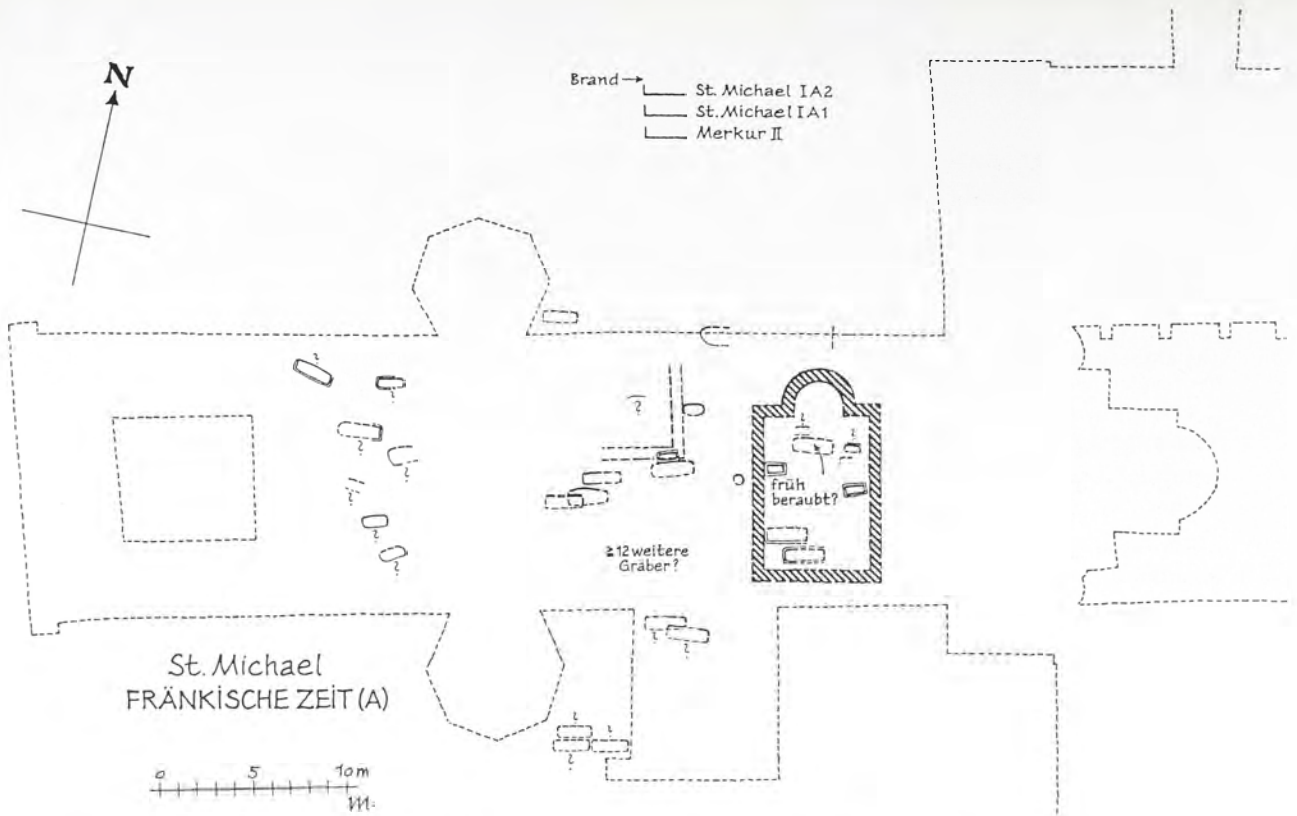 N
Brand →
St. Michael IA2
St. Michael IA1
Merkur II
?
?
?
?
?
?
?
?
?
?
früh
beraubt?
≧12 weitere
Gräber?
?
?
?
?
?
St. Michael
FRÄNKISCHE ZEIT (A)
0 5 10m